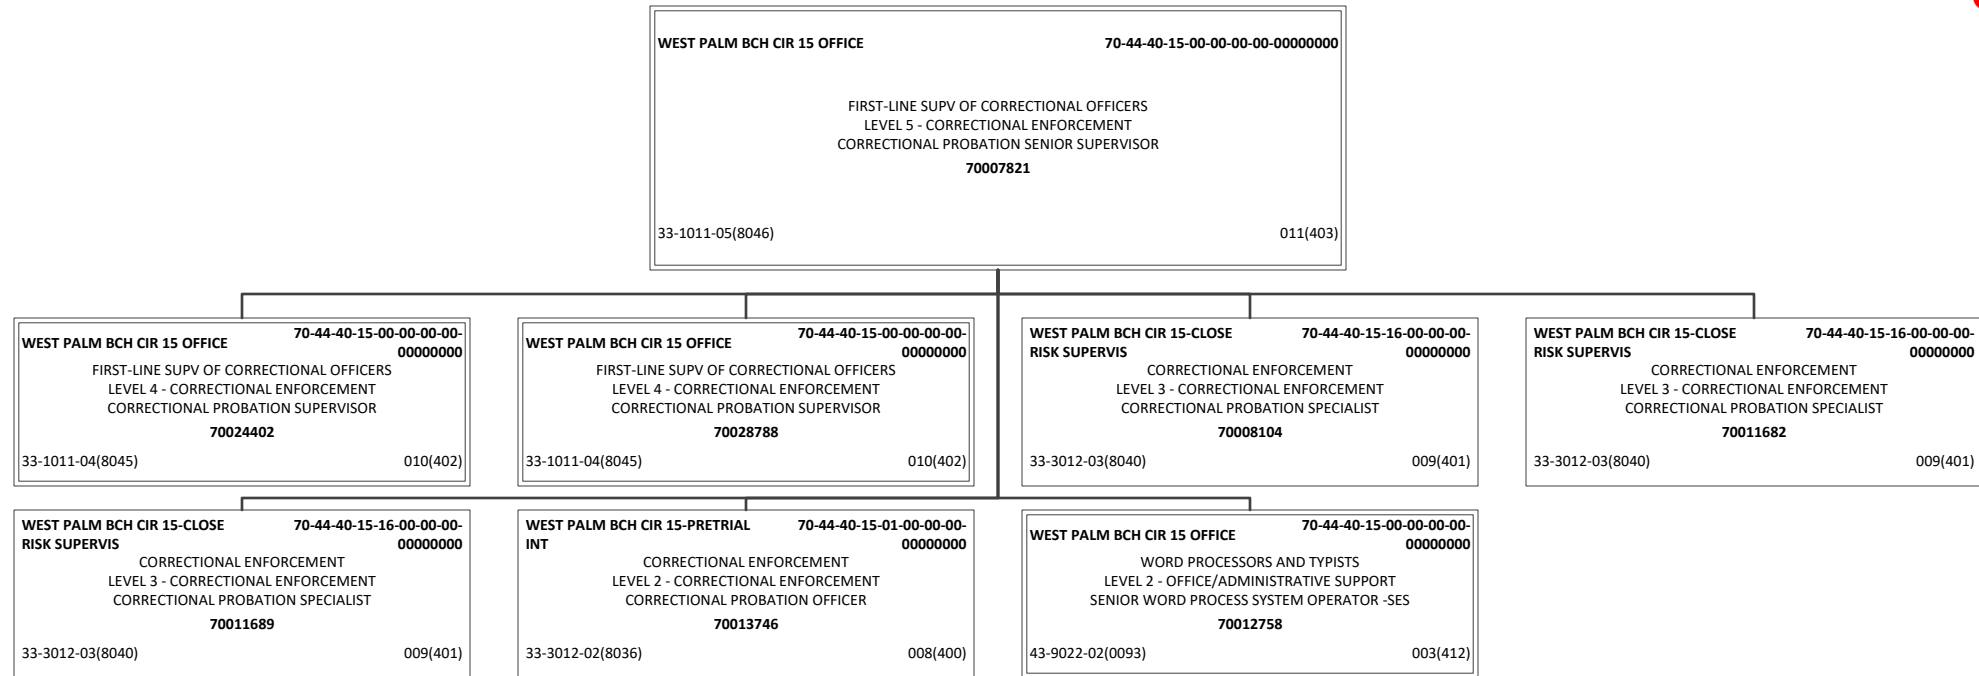 WEST PALM BCH CIR 15 OFFICE 70-44-40-15-00-00-00-00-00000000
FIRST-LINE SUPV OF CORRECTIONAL OFFICERS
LEVEL 5 - CORRECTIONAL ENFORCEMENT
CORRECTIONAL PROBATION SENIOR SUPERVISOR
70007821
33-1011-05(8046) 011(403)
WEST PALM BCH CIR 15 OFFICE 70-44-40-15-00-00-00-00-
00000000
FIRST-LINE SUPV OF CORRECTIONAL OFFICERS
LEVEL 4 - CORRECTIONAL ENFORCEMENT
CORRECTIONAL PROBATION SUPERVISOR
70024402
33-1011-04(8045) 010(402)
WEST PALM BCH CIR 15 OFFICE 70-44-40-15-00-00-00-00-
00000000
FIRST-LINE SUPV OF CORRECTIONAL OFFICERS
LEVEL 4 - CORRECTIONAL ENFORCEMENT
CORRECTIONAL PROBATION SUPERVISOR
70028788
33-1011-04(8045) 010(402)
WEST PALM BCH CIR 15-CLOSE 70-44-40-15-16-00-00-00-
RISK SUPERVIS 00000000
CORRECTIONAL ENFORCEMENT
LEVEL 3 - CORRECTIONAL ENFORCEMENT
CORRECTIONAL PROBATION SPECIALIST
70008104
33-3012-03(8040) 009(401)
WEST PALM BCH CIR 15-CLOSE 70-44-40-15-16-00-00-00-
RISK SUPERVIS 00000000
CORRECTIONAL ENFORCEMENT
LEVEL 3 - CORRECTIONAL ENFORCEMENT
CORRECTIONAL PROBATION SPECIALIST
70011682
33-3012-03(8040) 009(401)
WEST PALM BCH CIR 15-CLOSE 70-44-40-15-16-00-00-00-
RISK SUPERVIS 00000000
CORRECTIONAL ENFORCEMENT
LEVEL 3 - CORRECTIONAL ENFORCEMENT
CORRECTIONAL PROBATION SPECIALIST
70011689
33-3012-03(8040) 009(401)
WEST PALM BCH CIR 15-PRETRIAL 70-44-40-15-01-00-00-00-
INT 00000000
CORRECTIONAL ENFORCEMENT
LEVEL 2 - CORRECTIONAL ENFORCEMENT
CORRECTIONAL PROBATION OFFICER
70013746
33-3012-02(8036) 008(400)
WEST PALM BCH CIR 15 OFFICE 70-44-40-15-00-00-00-00-
00000000
WORD PROCESSORS AND TYPISTS
LEVEL 2 - OFFICE/ADMINISTRATIVE SUPPORT
SENIOR WORD PROCESS SYSTEM OPERATOR -SES
70012758
43-9022-02(0093) 003(412)